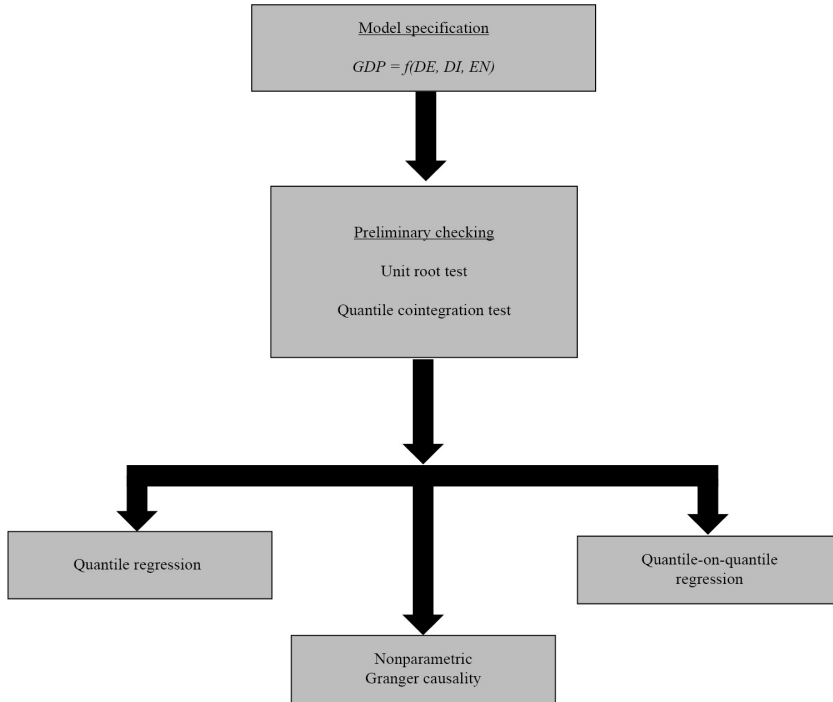 Model specification
GDP = f(DE, DI, EN)
Preliminary checking
Unit root test
Quantile cointegration test
Quantile regression
Quantile-on-quantile
regression
Nonparametric
Granger causality